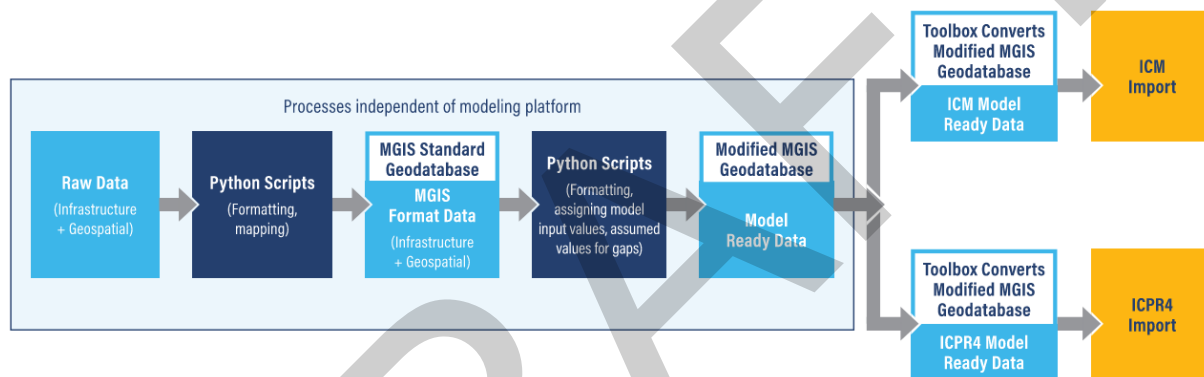 Processes independent of modeling platform
Raw Data
(Infrastructure
+ Geospatial)
Python Scripts
(Formatting,
mapping)
MGIS Standard
Geodatabase
MGIS
Format Data
(Infrastructure
+ Geospatial)
Python Scripts
(Formatting,
assigning model
input values, assumed
values for gaps)
Modified MGIS
Geodatabase
Model
Ready Data
Toolbox Converts
Modified MGIS
Geodatabase
ICM Model
Ready Data
ICM
Import
Toolbox Converts
Modified MGIS
Geodatabase
ICPR4 Model
Ready Data
ICPR4
Import